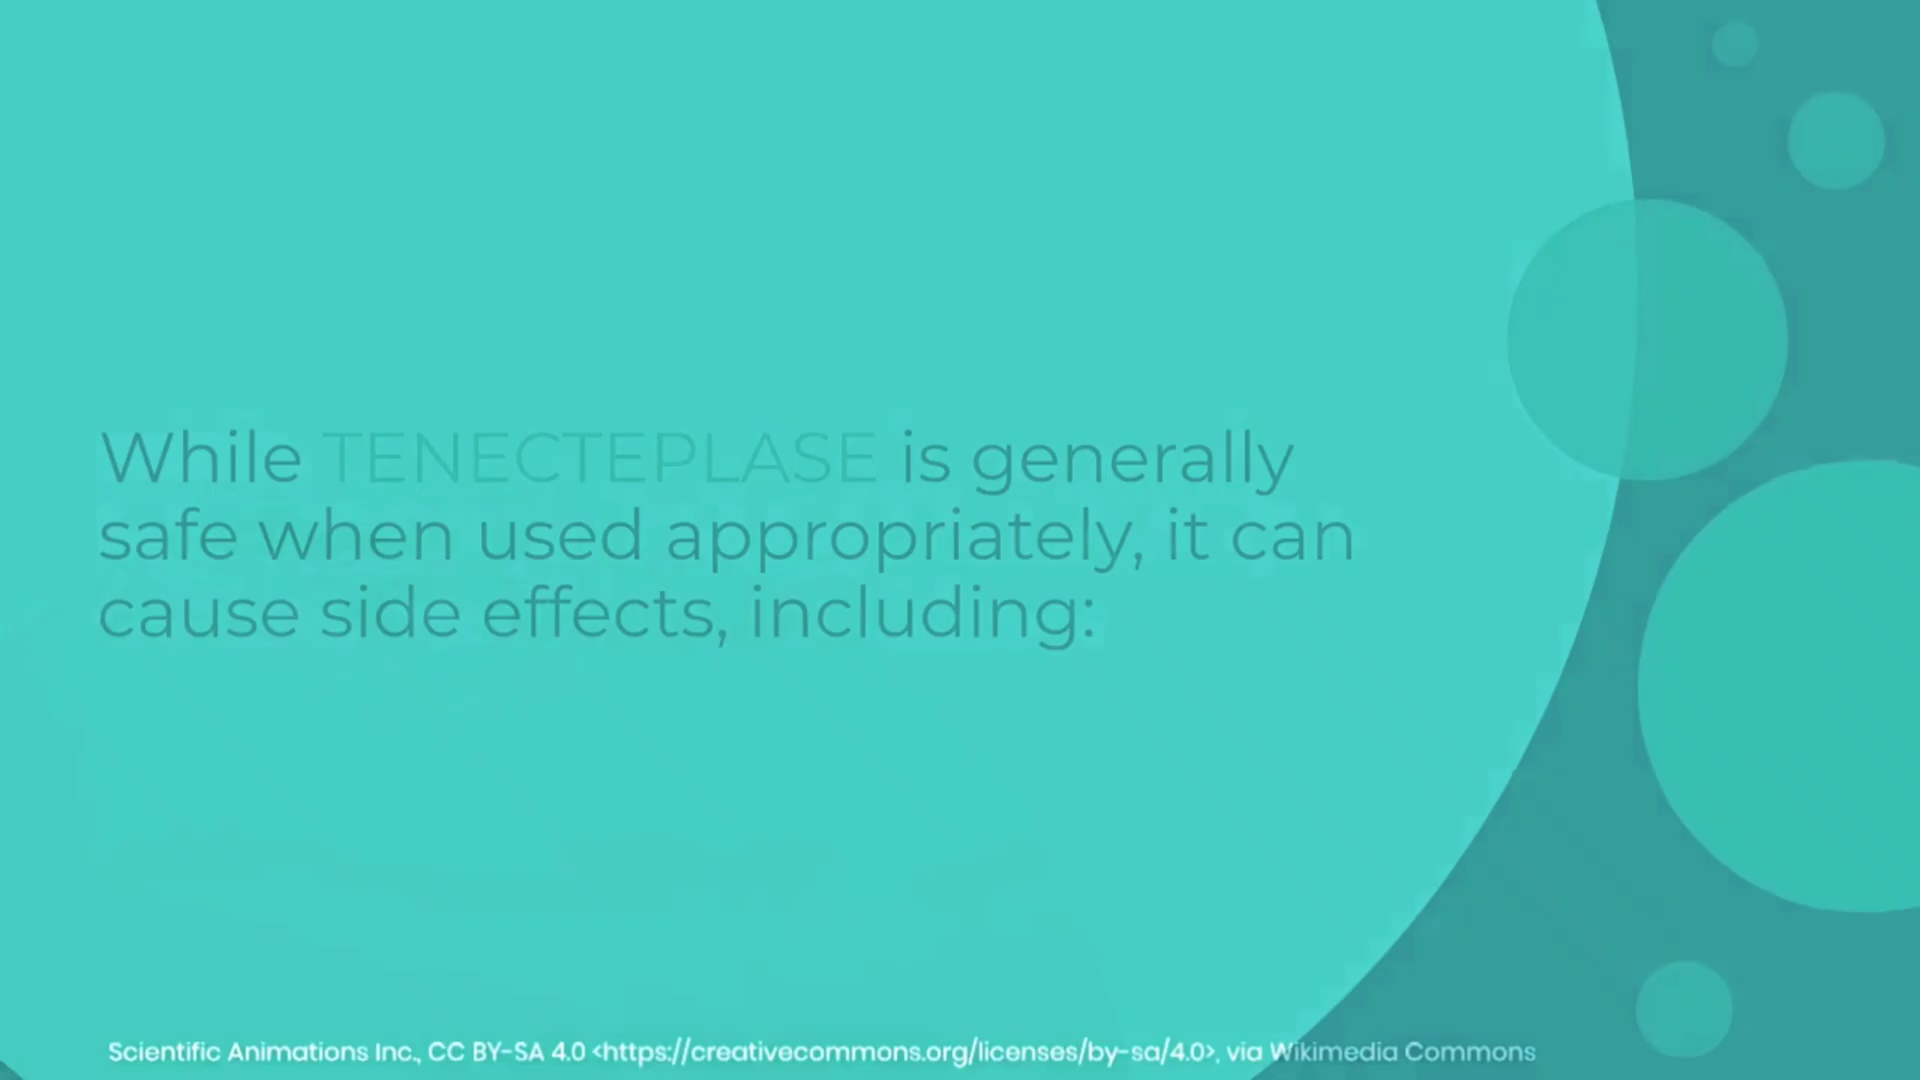 While TENECTEPLASE is generally
safe when used appropriately, it can
cause side effects, including:
Scientific Animations Inc., CC BY-SA 4.0 <https://creativecommons.org/licenses/by-sa/4.0>, via Wikimedia Commons